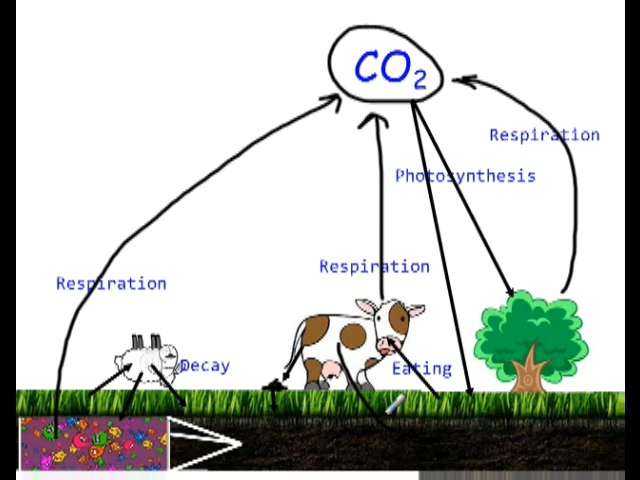 CO2
Respiration
Photosynthesis
Respiration
Respiration
Decay
Eating